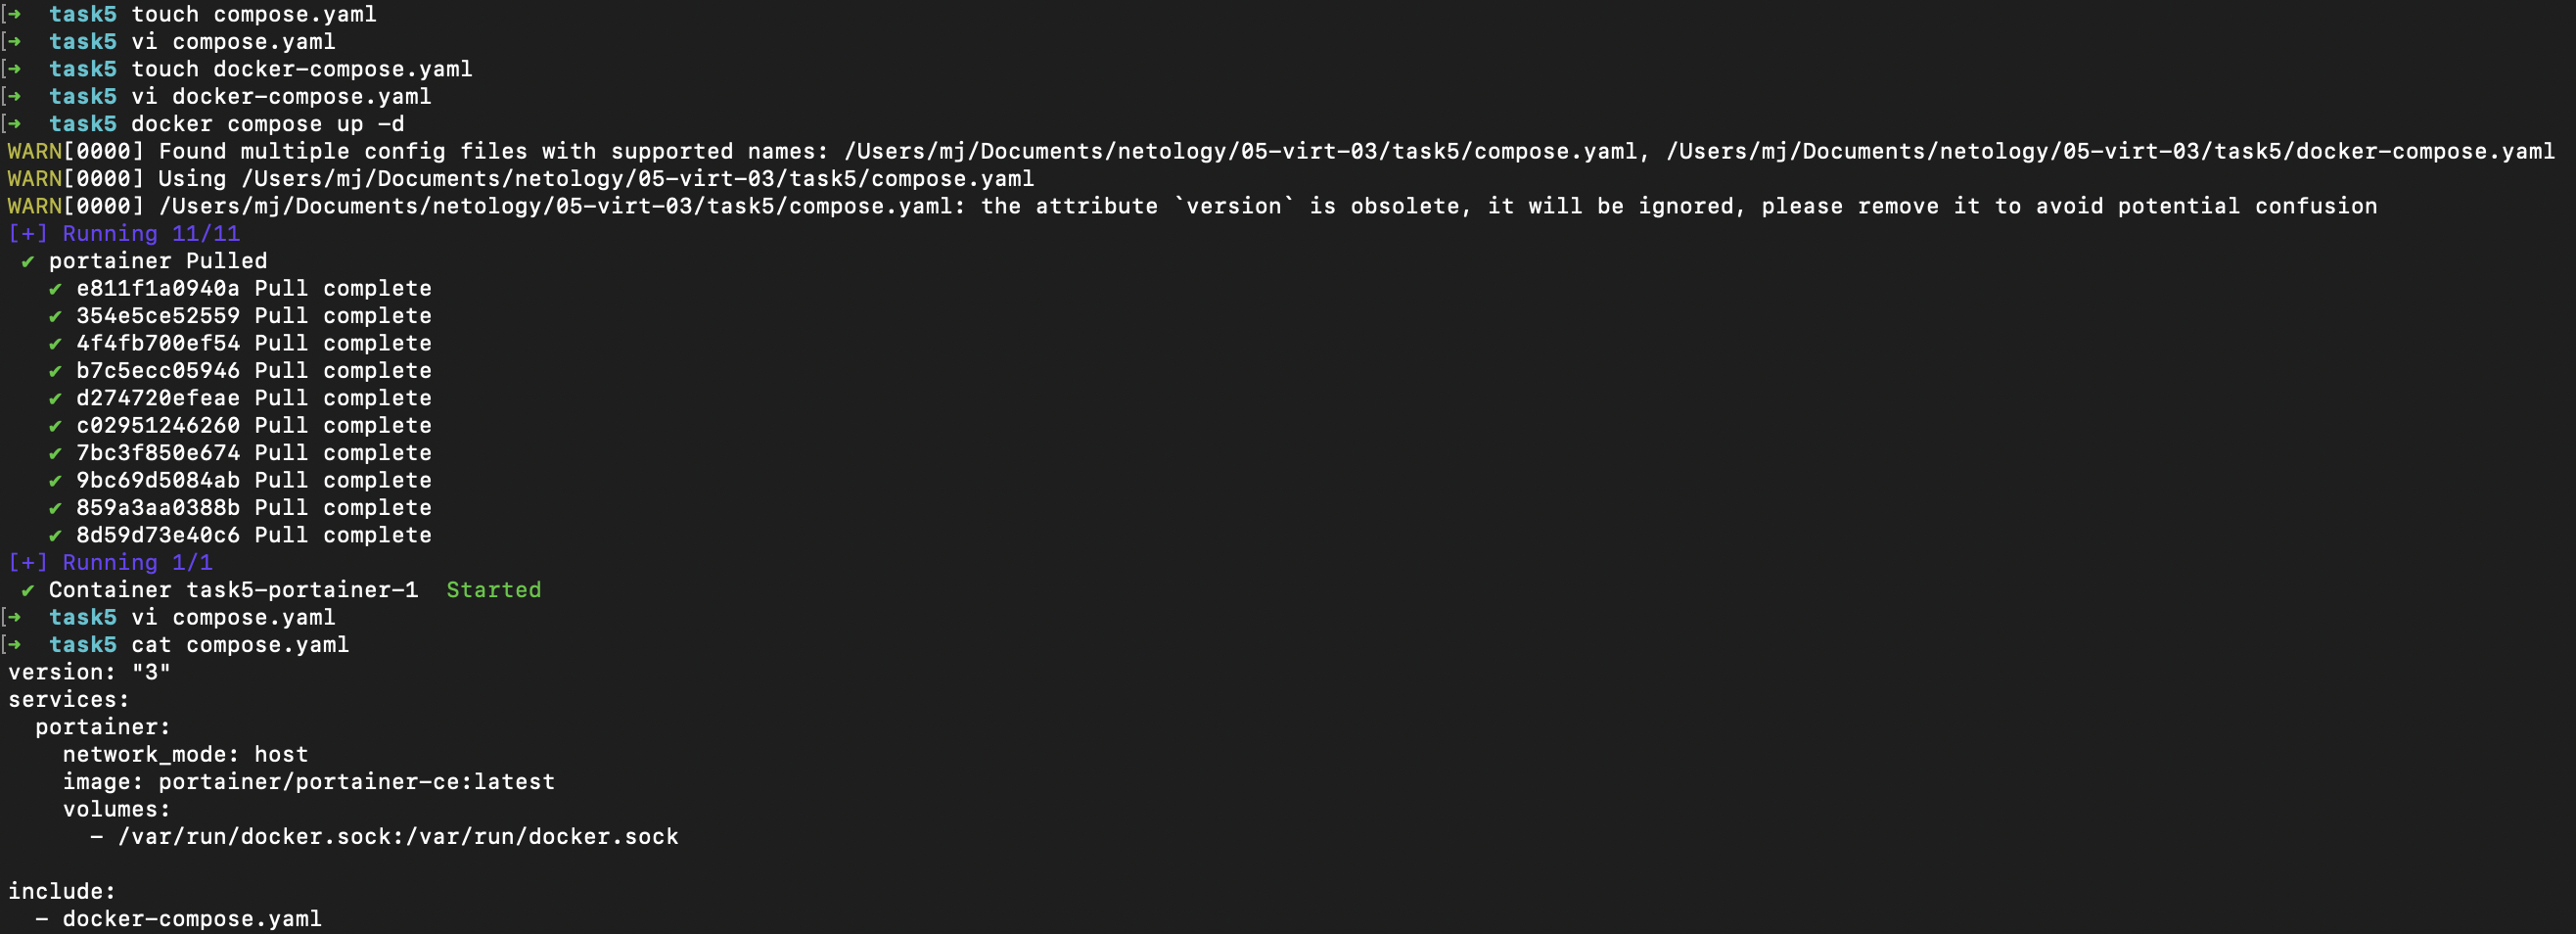 [→  task5 touch compose.yaml
[→  task5 vi compose.yaml
[→  task5 touch docker-compose.yaml
[→  task5 vi docker-compose.yaml
[→  task5 docker compose up -d
WARN[0000] Found multiple config files with supported names: /Users/mj/Documents/netology/05-virt-03/task5/compose.yaml, /Users/mj/Documents/netology/05-virt-03/task5/docker-compose.yaml
WARN[0000] Using /Users/mj/Documents/netology/05-virt-03/task5/compose.yaml
WARN[0000] /Users/mj/Documents/netology/05-virt-03/task5/compose.yaml: the attribute `version` is obsolete, it will be ignored, please remove it to avoid potential confusion
[+] Running 11/11
 ✔ portainer Pulled
   ✔ e811f1a0940a Pull complete
   ✔ 354e5ce52559 Pull complete
   ✔ 4f4fb700ef54 Pull complete
   ✔ b7c5ecc05946 Pull complete
   ✔ d274720efeae Pull complete
   ✔ c02951246260 Pull complete
   ✔ 7bc3f850e674 Pull complete
   ✔ 9bc69d5084ab Pull complete
   ✔ 859a3aa0388b Pull complete
   ✔ 8d59d73e40c6 Pull complete
[+] Running 1/1
 ✔ Container task5-portainer-1  Started
[→  task5 vi compose.yaml
[→  task5 cat compose.yaml
version: "3"
services:
  portainer:
    network_mode: host
    image: portainer/portainer-ce:latest
    volumes:
      - /var/run/docker.sock:/var/run/docker.sock

include:
  - docker-compose.yaml